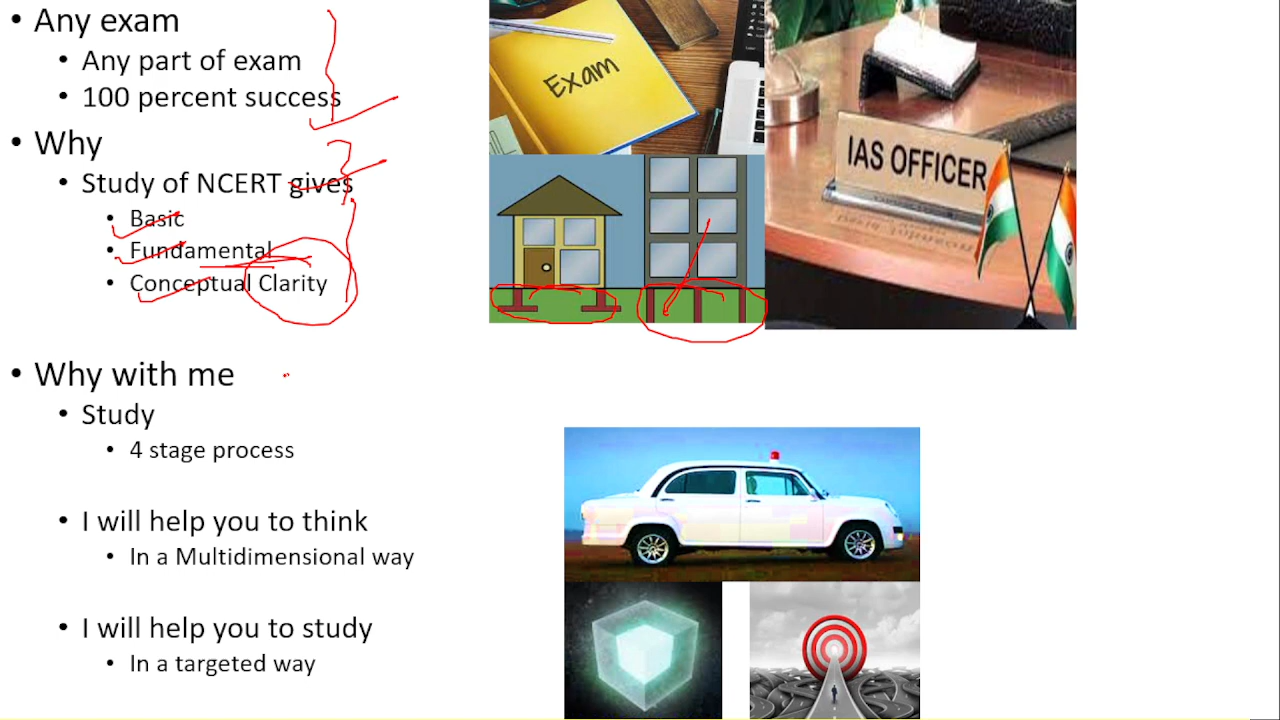 Any exam
Any part of exam
100 percent success
Why
Study of NCERT gives
Basic
Fundamental
Conceptual Clarity
Why with me
Study
4 stage process
I will help you to think
In a Multidimensional way
I will help you to study
In a targeted way
Exam
IAS OFFICER